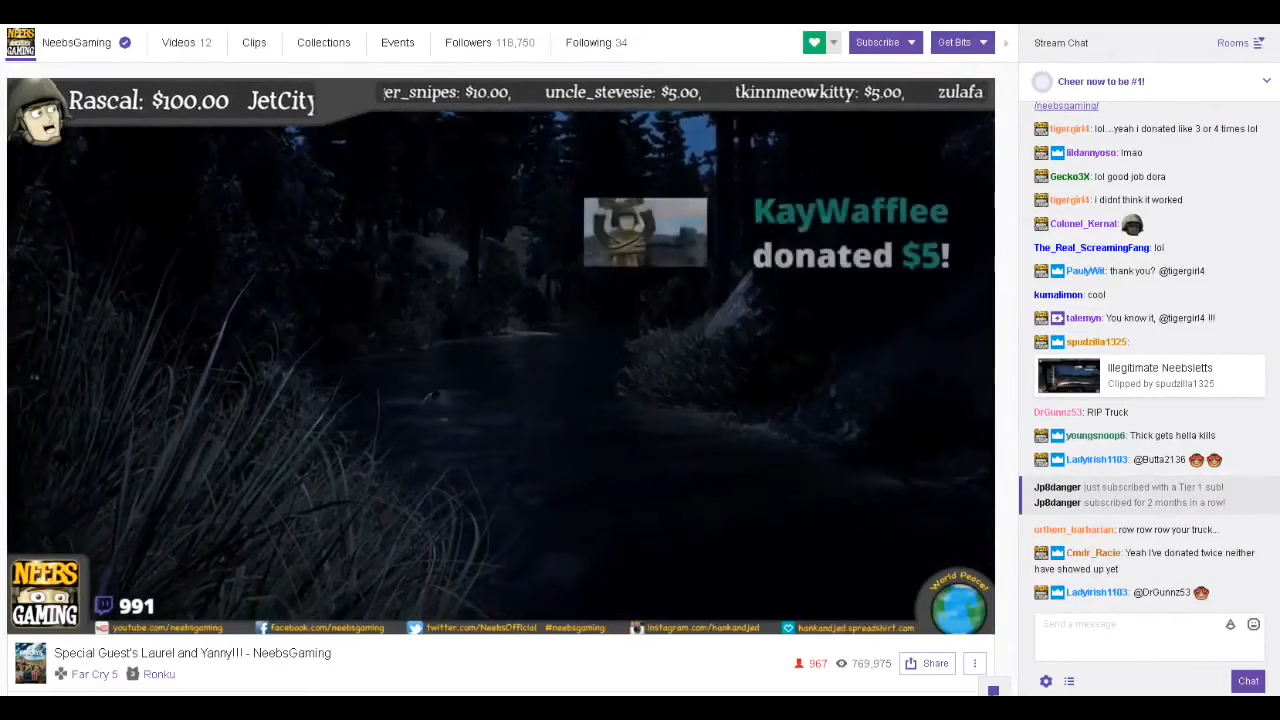 NEEBS GAMING
NeebsGaming
Videos 12
Clips
Collections
Events
Followers 118,750
Following 34
Subscribe
Get Bits
Stream Chat
Rooms
Rascal: $100.00 JetCity
er_snipes: $10.00, uncle_stevesie: $5.00, tkinnmeowkitty: $5.00, zulafa
KayWafflee
donated $5!
NEEBS
GAMING
991
World Peace!
youtube.com/neebsgaming
facebook.com/neebsgaming
twitter.com/NeebsOfficial #neebsgaming
instagram.com/hankandjed
hankandjed.spreadshirt.com
Special Guest's Laurel and Yanny!!! - NeebsGaming
Far Cry 5
Ronku
967
769,975
Share
Cheer now to be #1!
/neebsgaming/
tigergirl4: lol....yeah i donated like 3 or 4 times lol
lildannyoso: lmao
Gecko3X: lol good job dora
tigergirl4: i didnt think it worked
Colonel_Kernal:
The_Real_ScreamingFang: lol
PaulyWit: thank you? @tigergirl4
kumalimon: cool
talemyn: You know it, @tigergirl4 !!!
spudzilla1325:
Illegitimate Neebsletts
Clipped by spudzilla1325
DrGunnz53: RIP Truck
youngsnoop6: Thick gets hella kills
Ladyirish1103: @Butta2136
Jp8danger just subscribed with a Tier 1 sub!
Jp8danger subscribed for 2 months in a row!
urthem_barbarian: row row row your truck...
Cmdr_Racie: Yeah I've donated twice neither
have showed up yet
Ladyirish1103: @DrGunnz53
Send a message
Chat